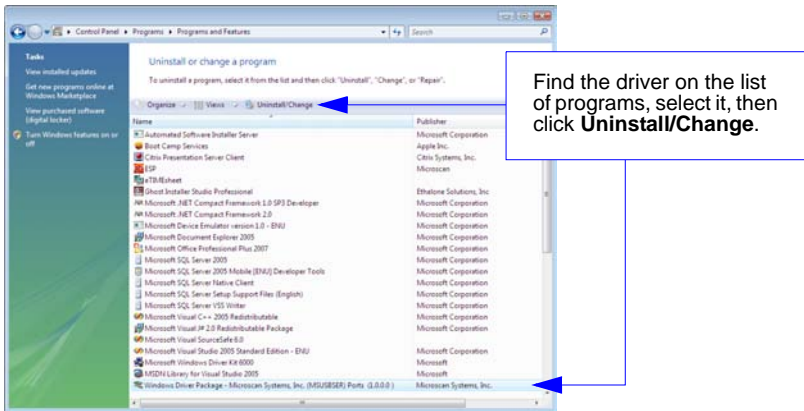 Control Panel ▸ Programs ▸ Programs and Features
Search
Tasks
View installed updates
Get new programs online at
Windows Marketplace
View purchased software
(digital locker)
Turn Windows features on or
off
Uninstall or change a program
To uninstall a program, select it from the list and then click "Uninstall", "Change", or "Repair".
Organize Views Uninstall/Change
Name Publisher
Automated Software Installer Server Microsoft Corporation
Boot Camp Services Apple Inc.
Citrix Presentation Server Client Citrix Systems, Inc.
ESP Microscan
eTIMEsheet
Ghost Installer Studio Professional Ethalone Solutions, Inc
Microsoft .NET Compact Framework 1.0 SP3 Developer Microsoft Corporation
Microsoft .NET Compact Framework 2.0 Microsoft Corporation
Microsoft Device Emulator version 1.0 - ENU Microsoft Corporation
Microsoft Document Explorer 2005 Microsoft Corporation
Microsoft Office Professional Plus 2007 Microsoft Corporation
Microsoft SQL Server 2005 Microsoft Corporation
Microsoft SQL Server 2005 Mobile [ENU] Developer Tools Microsoft Corporation
Microsoft SQL Server Native Client Microsoft Corporation
Microsoft SQL Server Setup Support Files (English) Microsoft Corporation
Microsoft SQL Server VSS Writer Microsoft Corporation
Microsoft Visual C++ 2005 Redistributable Microsoft Corporation
Microsoft Visual J# 2.0 Redistributable Package Microsoft Corporation
Microsoft Visual SourceSafe 6.0
Microsoft Visual Studio 2005 Standard Edition - ENU Microsoft Corporation
Microsoft Windows Driver Kit 6000 Microsoft
MSDN Library for Visual Studio 2005 Microsoft
Windows Driver Package - Microscan Systems, Inc. (MSUSBSER) Ports (1.0.0.0 ) Microscan Systems, Inc.
Find the driver on the list
of programs, select it, then
click Uninstall/Change.